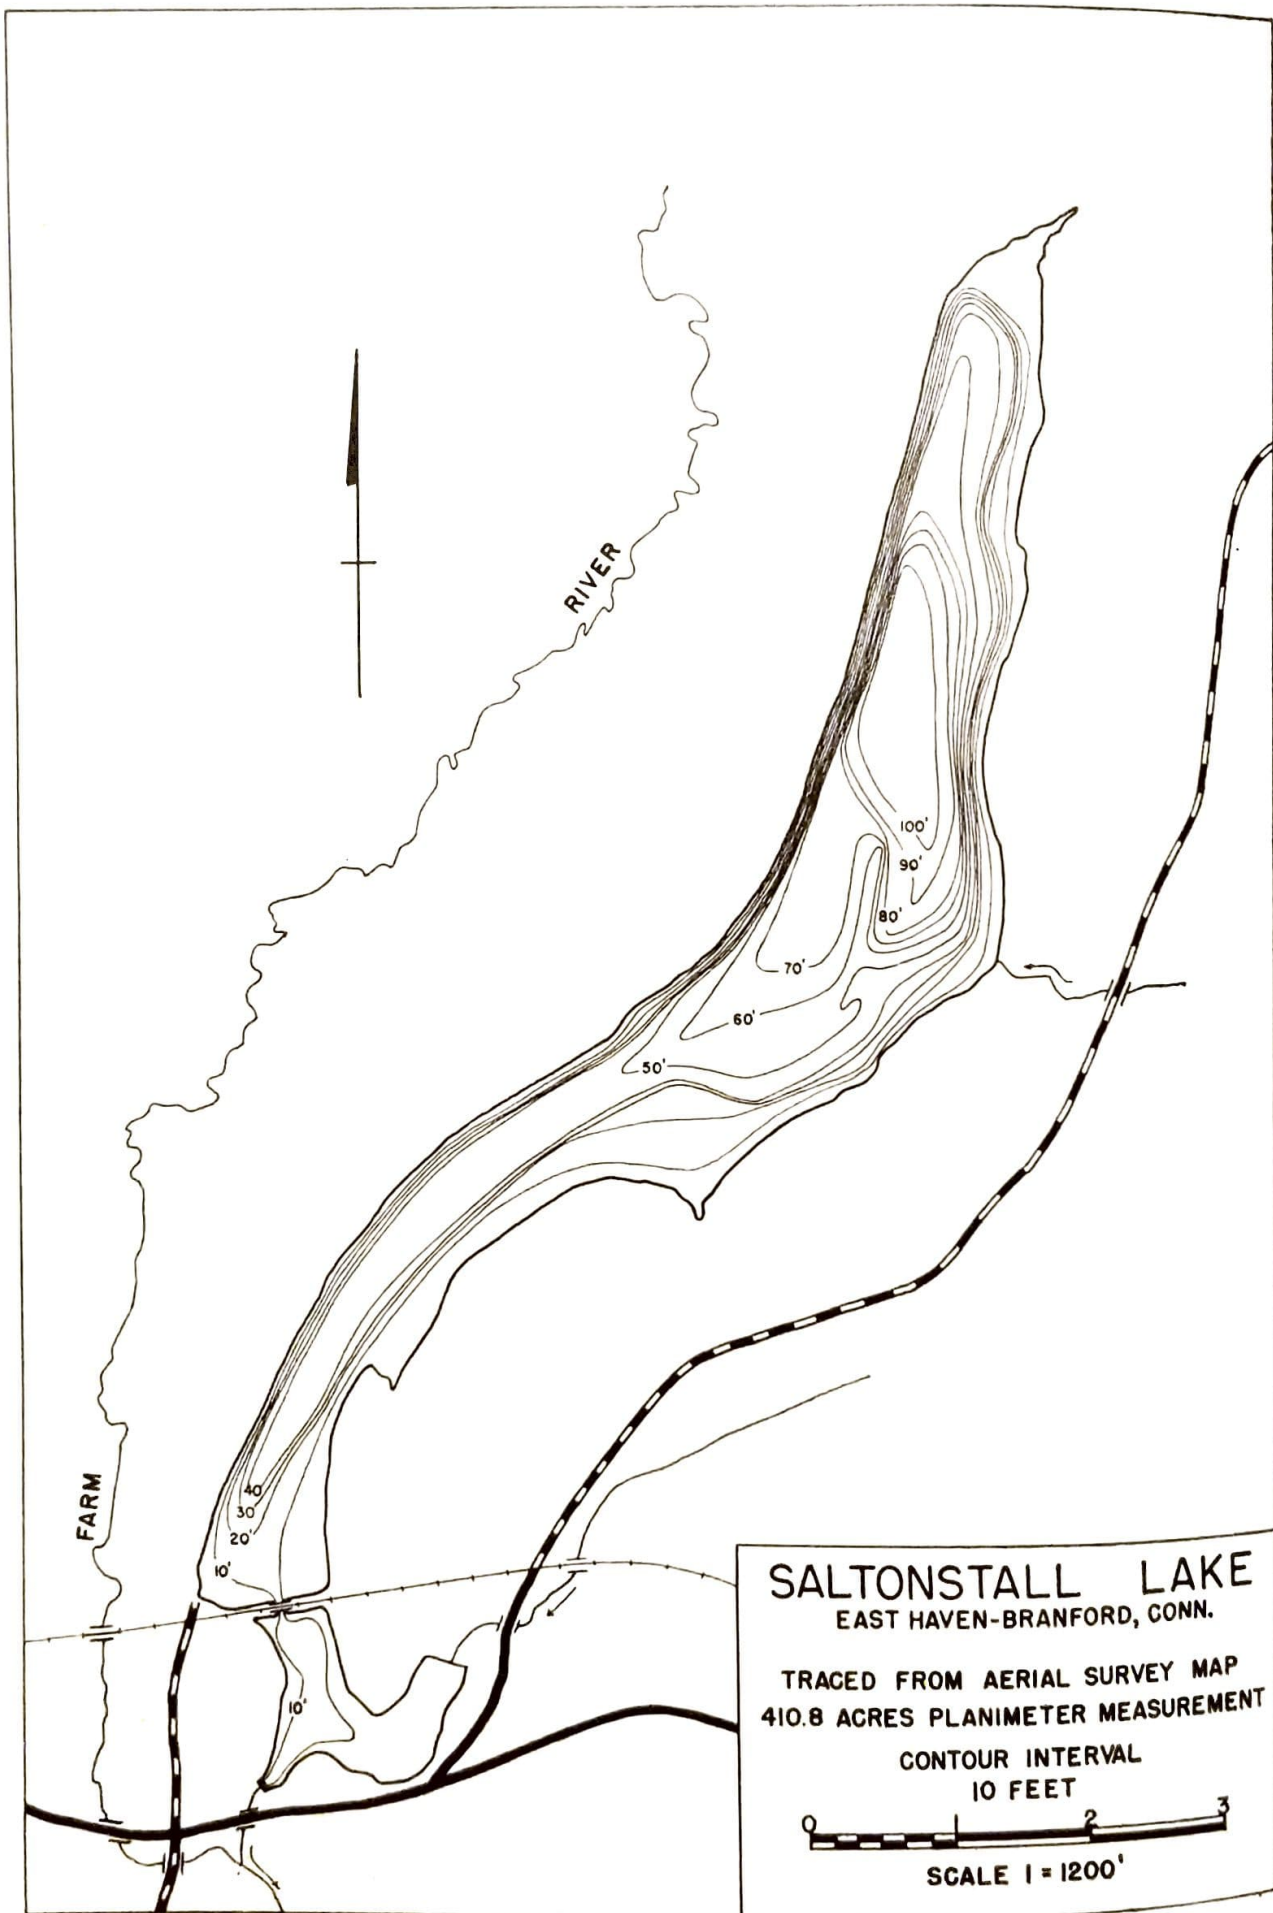 RIVER
100'
90'
80'
70'
60'
50'
40
30
20'
10'
FARM
10'
SALTONSTALL LAKE
EAST HAVEN-BRANFORD, CONN.
TRACED FROM AERIAL SURVEY MAP
410.8 ACRES PLANIMETER MEASUREMENT
CONTOUR INTERVAL
10 FEET
0 1 2 3
SCALE 1 = 1200'